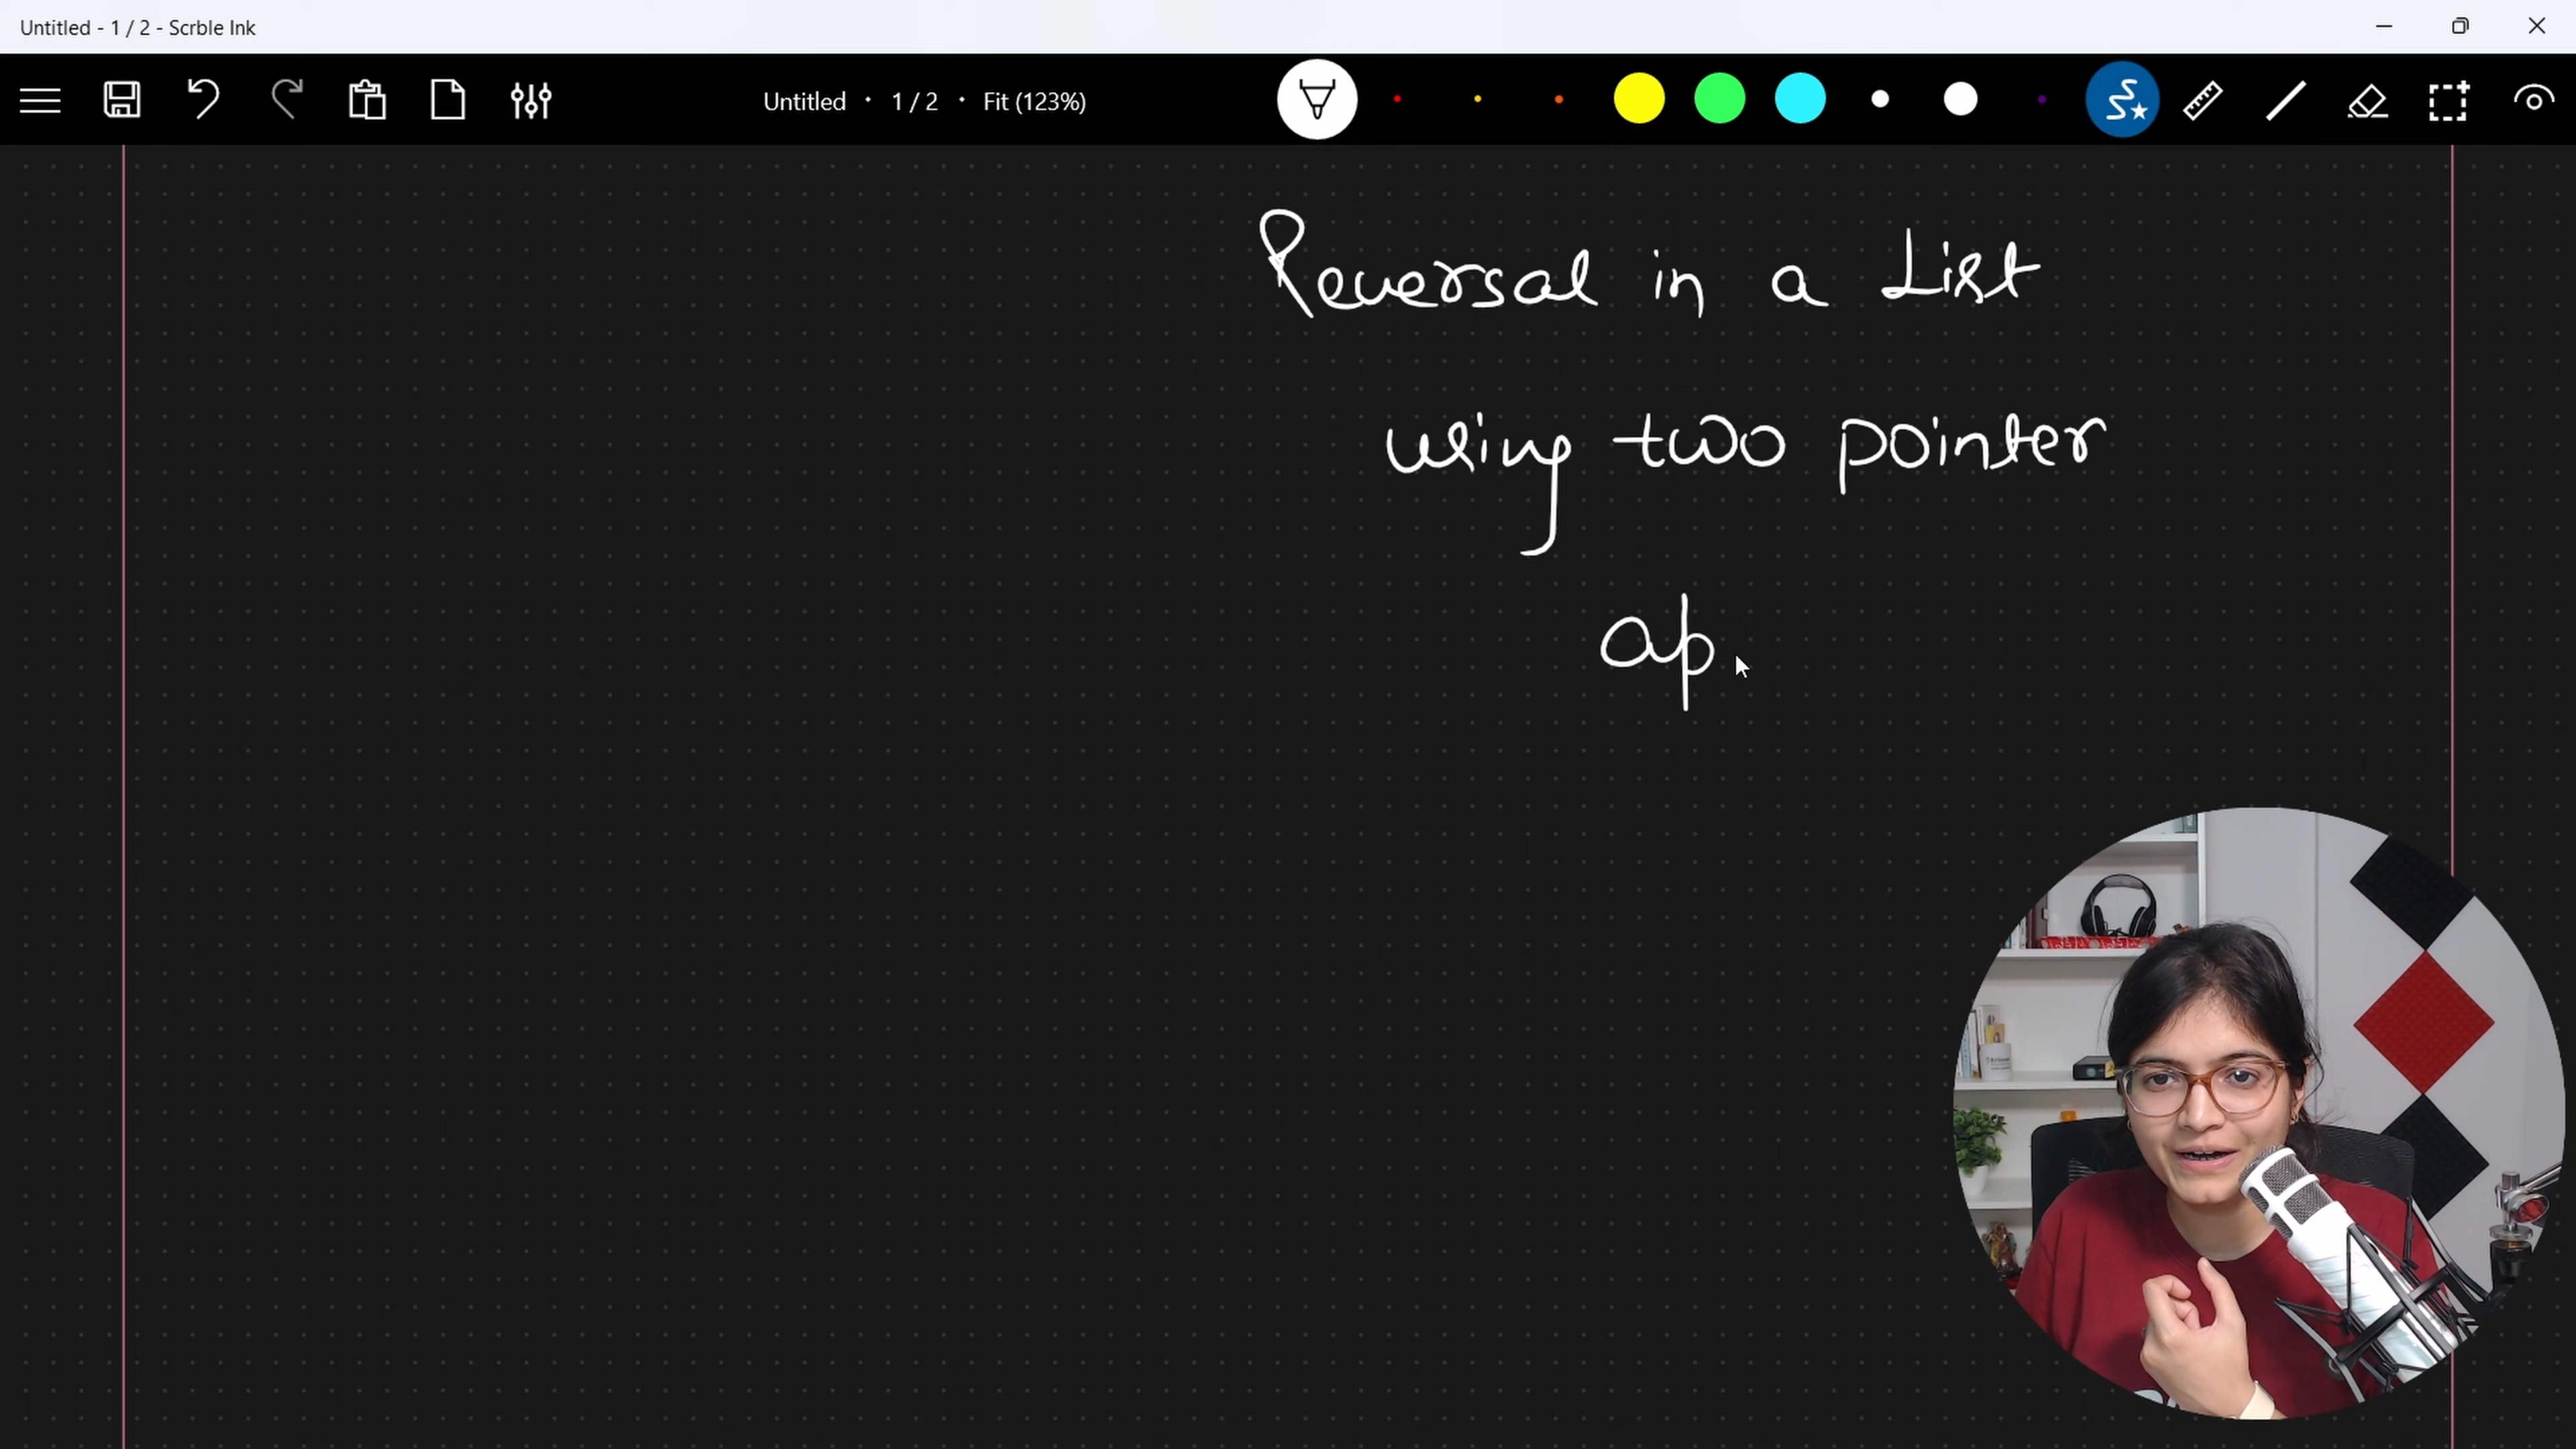 Untitled - 1 / 2 - Scrble Ink
Untitled • 1 / 2 • Fit (123%)
Reversal in a List
using two pointer
ap